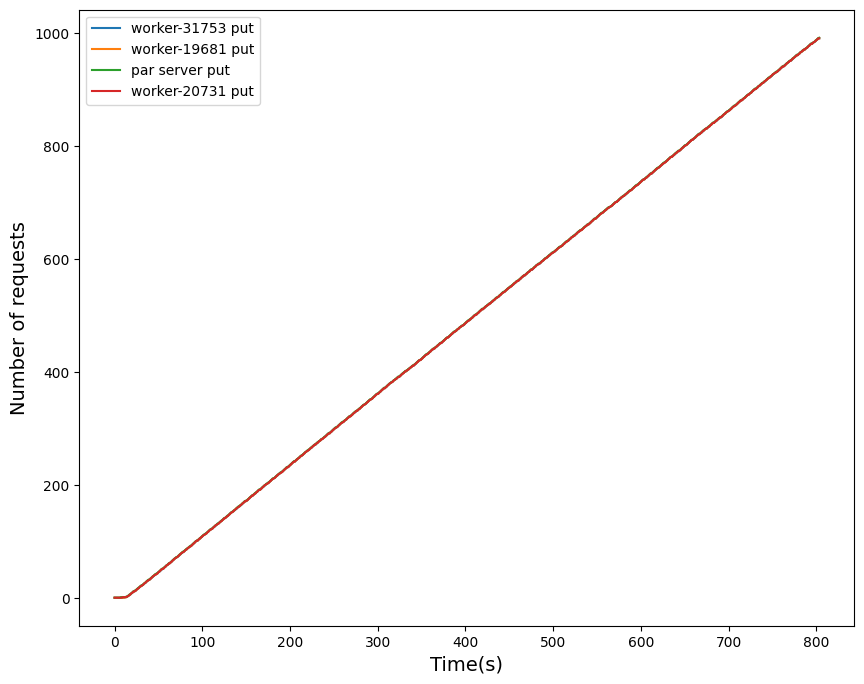 worker-31753 put
worker-19681 put
par server put
worker-20731 put
Number of requests
1000
800
600
400
200
0
0 100 200 300 400 500 600 700 800
Time(s)